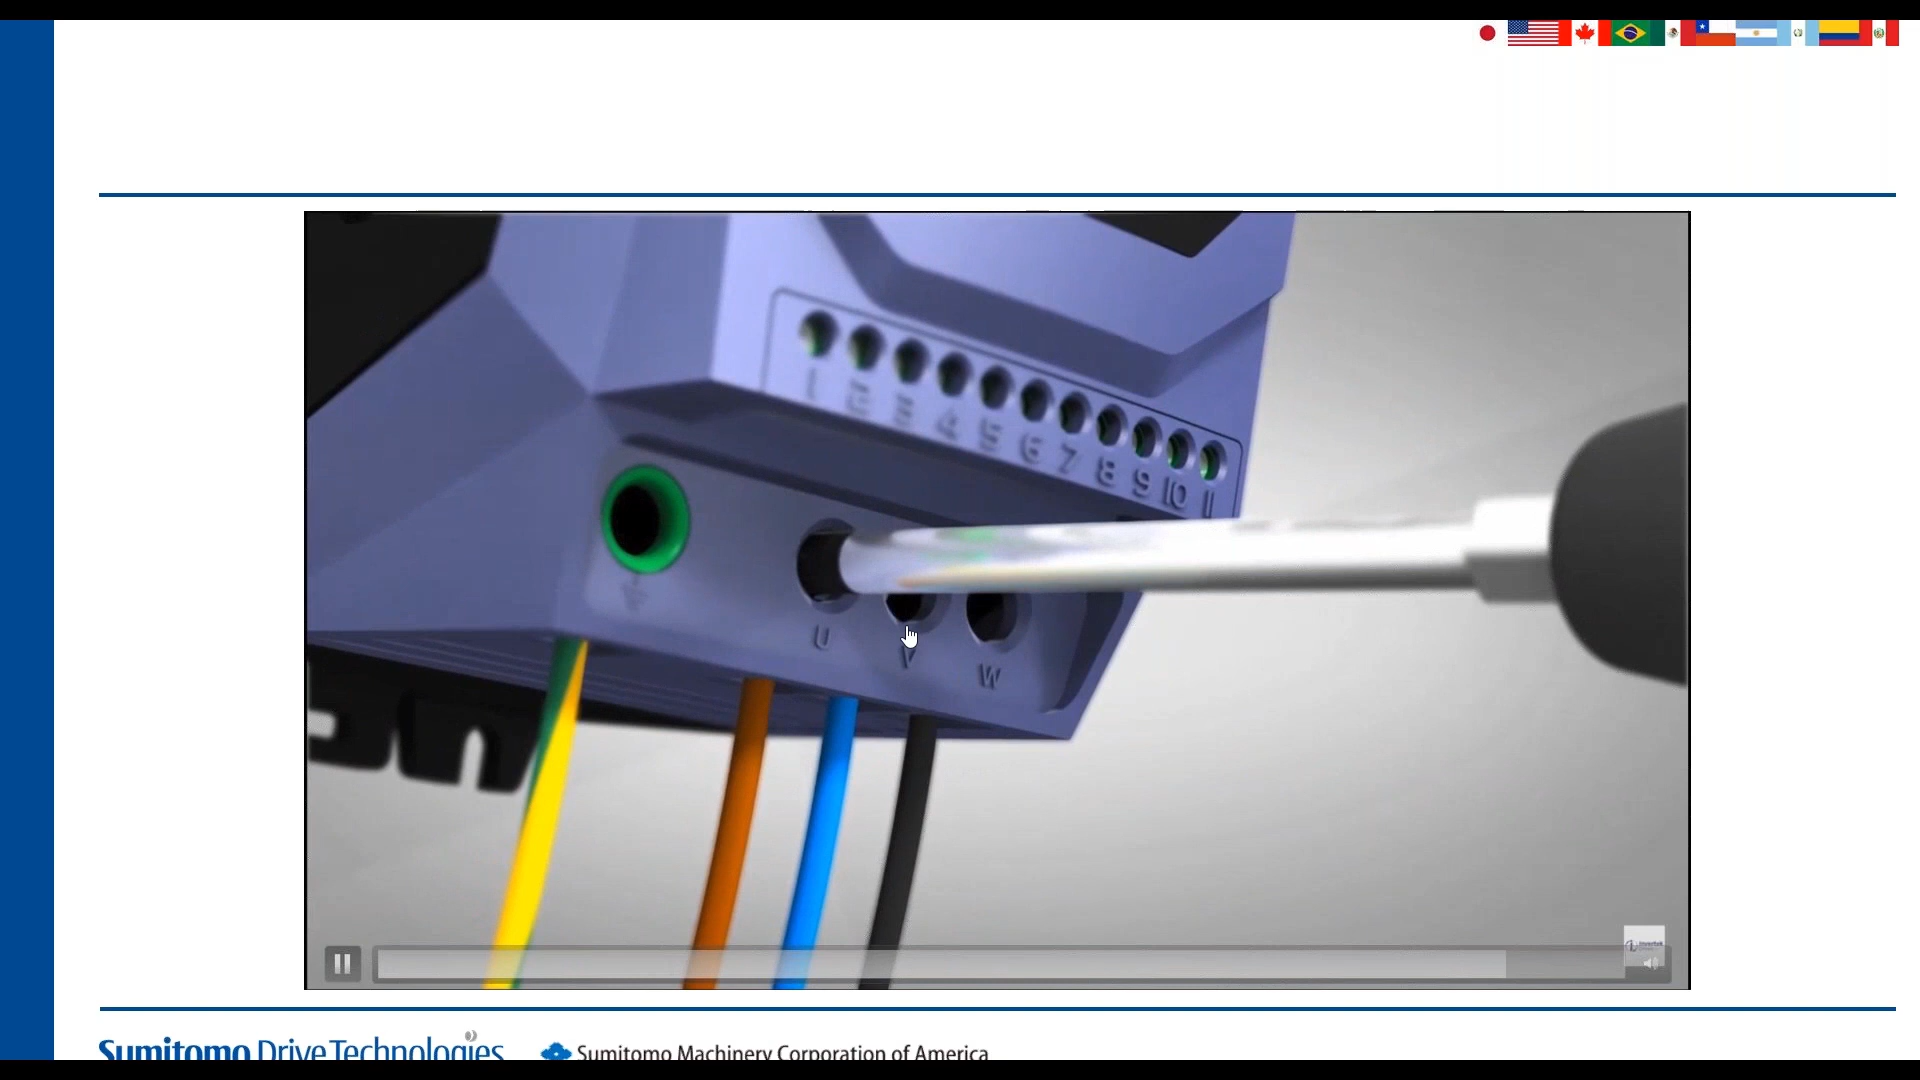 1 2 3 4 5 6 7 8 9 10 11
U V W
invertek
Sumitomo Drive Technologies
Sumitomo Machinery Corporation of America